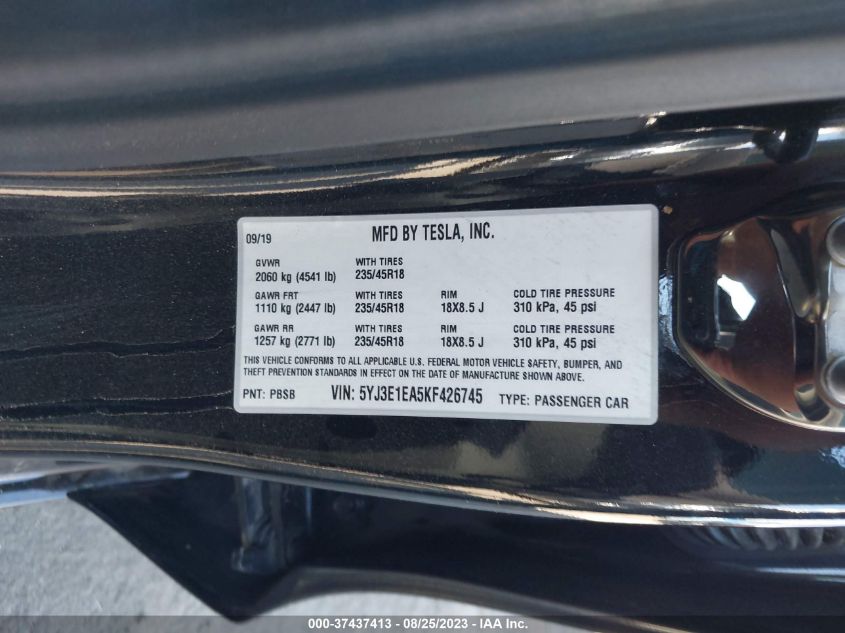 09/19 MFD BY TESLA, INC.
GVWR WITH TIRES
2060 kg (4541 lb) 235/45R18
GAWR FRT WITH TIRES RIM COLD TIRE PRESSURE
1110 kg (2447 lb) 235/45R18 18X8.5 J 310 kPa, 45 psi
GAWR RR WITH TIRES RIM COLD TIRE PRESSURE
1257 kg (2771 lb) 235/45R18 18X8.5 J 310 kPa, 45 psi
THIS VEHICLE CONFORMS TO ALL APPLICABLE U.S. FEDERAL MOTOR VEHICLE SAFETY, BUMPER, AND
THEFT PREVENTION STANDARDS IN EFFECT ON THE DATE OF MANUFACTURE SHOWN ABOVE.
PNT: PBSB VIN: 5YJ3E1EA5KF426745 TYPE: PASSENGER CAR
000-37437413 - 08/25/2023 - IAA Inc.